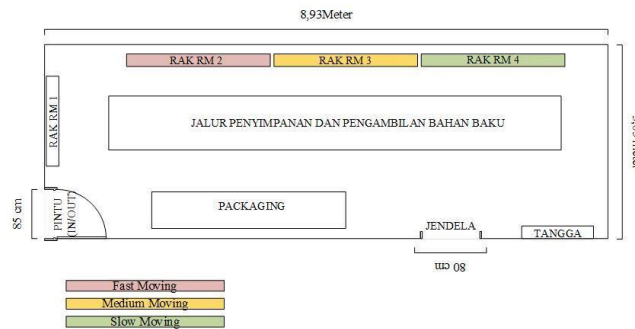 8,93Meter
RAK RM 2
RAK RM 3
RAK RM 4
RAK RM 1
JALUR PENYIMPANAN DAN PENGAMBILAN BAHAN BAKU
85 cm
PINTU
(IN/OUT)
PACKAGING
JENDELA
TANGGA
80 cm
Fast Moving
Medium Moving
Slow Moving